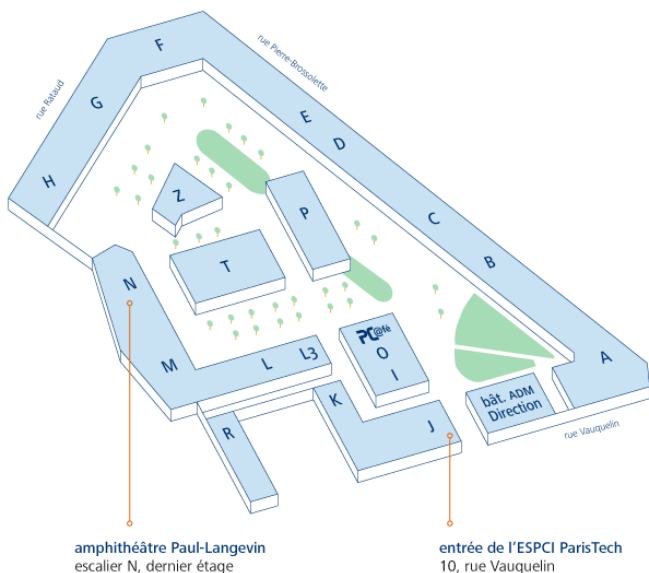 F
rue Pierre-Brossolette
rue Rataud
G
E
D
H
Z
P
C
B
N
T
PC@fé
O
I
M
L
L3
A
K
J
R
bât. ADM
Direction
rue Vauquelin
amphithéâtre Paul-Langevin
escalier N, dernier étage
entrée de l'ESPCI ParisTech
10, rue Vauquelin